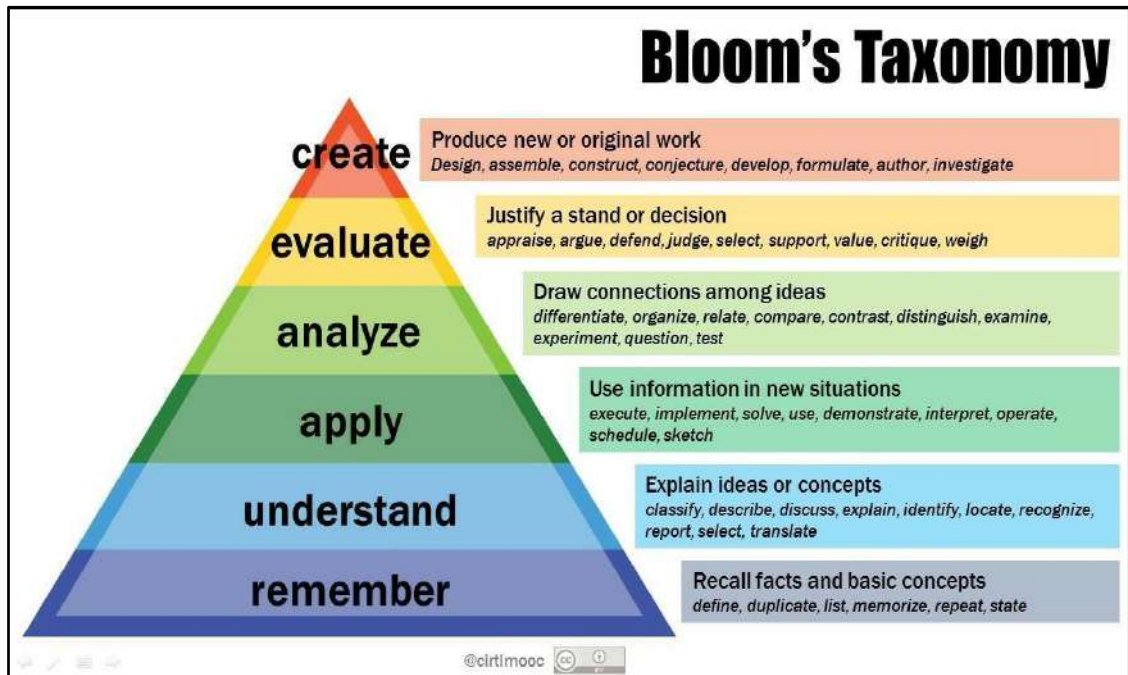 Bloom's Taxonomy
create
Produce new or original work
Design, assemble, construct, conjecture, develop, formulate, author, investigate
evaluate
Justify a stand or decision
appraise, argue, defend, judge, select, support, value, critique, weigh
analyze
Draw connections among ideas
differentiate, organize, relate, compare, contrast, distinguish, examine,
experiment, question, test
apply
Use information in new situations
execute, implement, solve, use, demonstrate, interpret, operate,
schedule, sketch
understand
Explain ideas or concepts
classify, describe, discuss, explain, identify, locate, recognize,
report, select, translate
remember
Recall facts and basic concepts
define, duplicate, list, memorize, repeat, state
@cirtlmooc
cc
BY